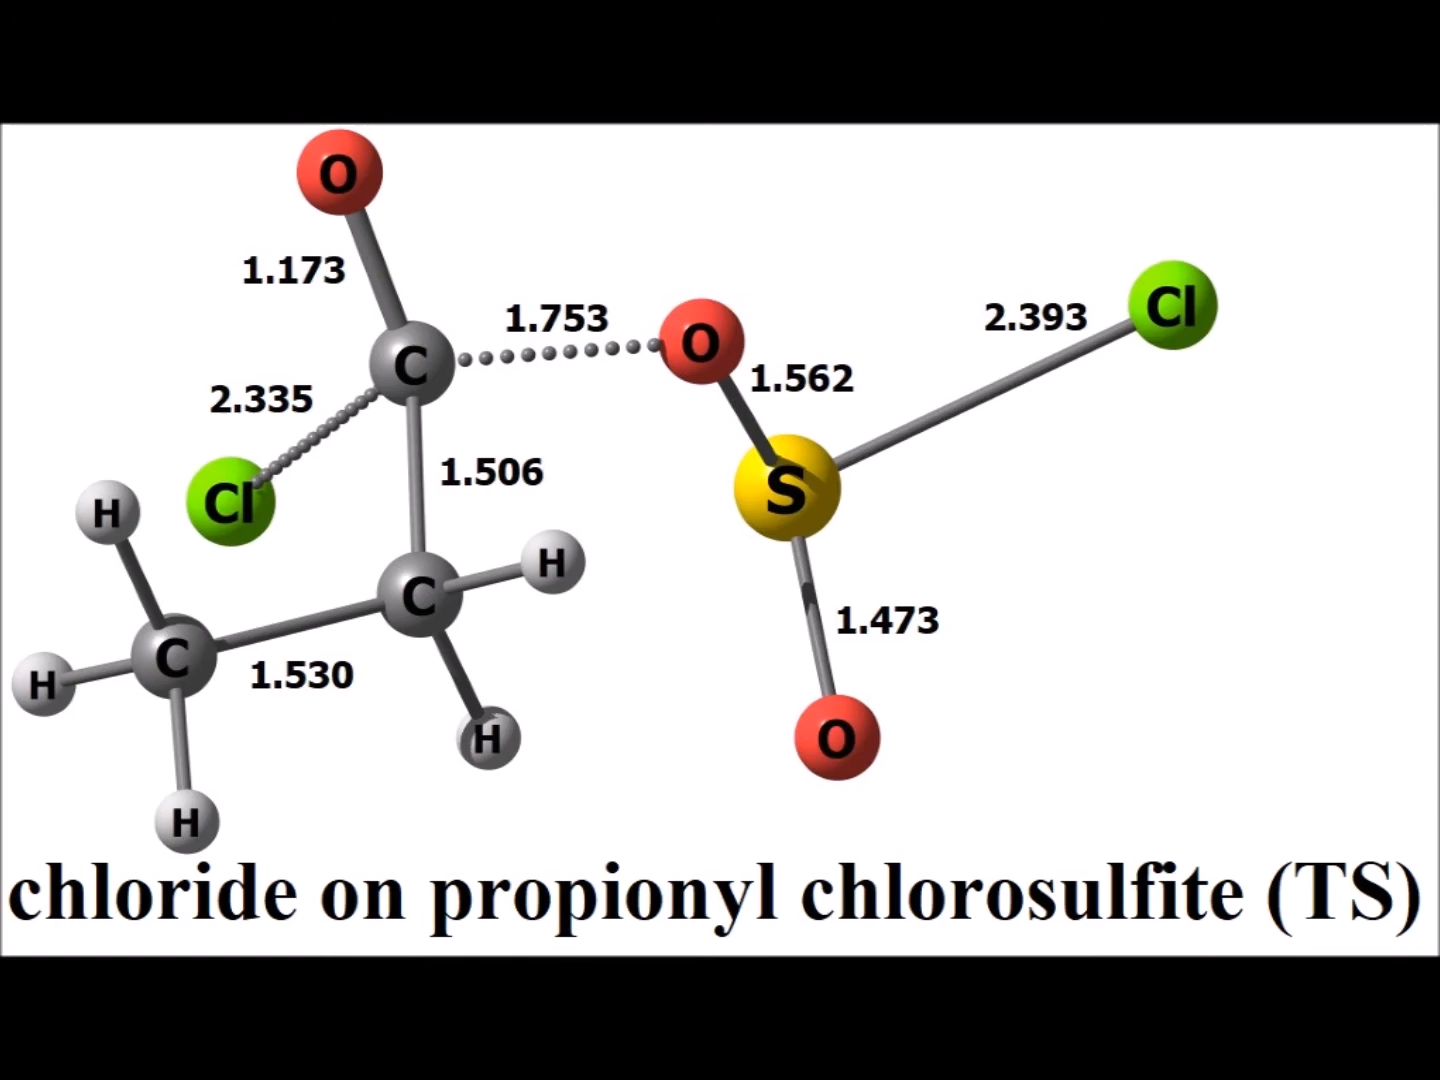 O
1.173
1.753
O
2.393
Cl
C
1.562
2.335
1.506
Cl
S
H
H
C
1.473
C
1.530
H
H
O
H
chloride on propionyl chlorosulfite (TS)